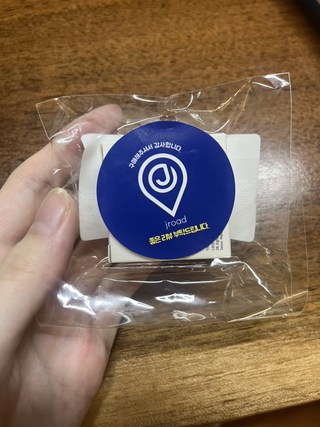 구매해주셔서 감사합니다
jroad
좋은 리뷰 부탁드립니다.